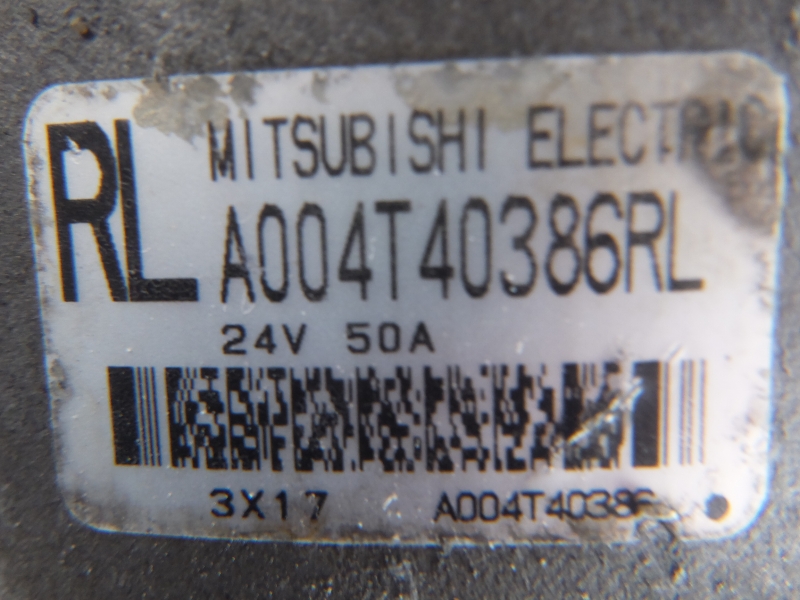 RL
MITSUBISHI ELECTRIC
A004T40386RL
24V 50A
3X17 A004T40386